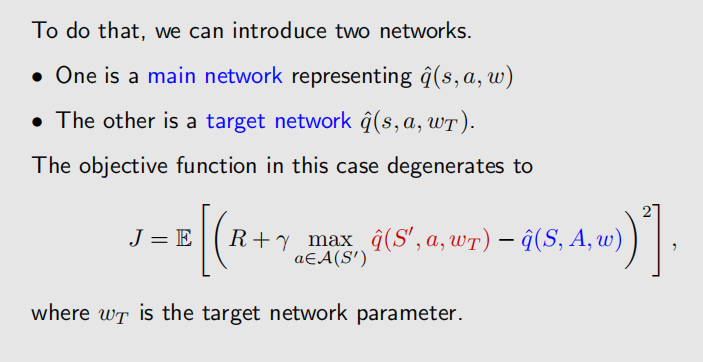 To do that, we can introduce two networks.
• One is a main network representing q̂(s, a, w)
• The other is a target network q̂(s, a, w_T).
The objective function in this case degenerates to
J = 𝔼[(R + γ max_{a∈𝒜(S′)} q̂(S′, a, w_T) − q̂(S, A, w))²],
where w_T is the target network parameter.